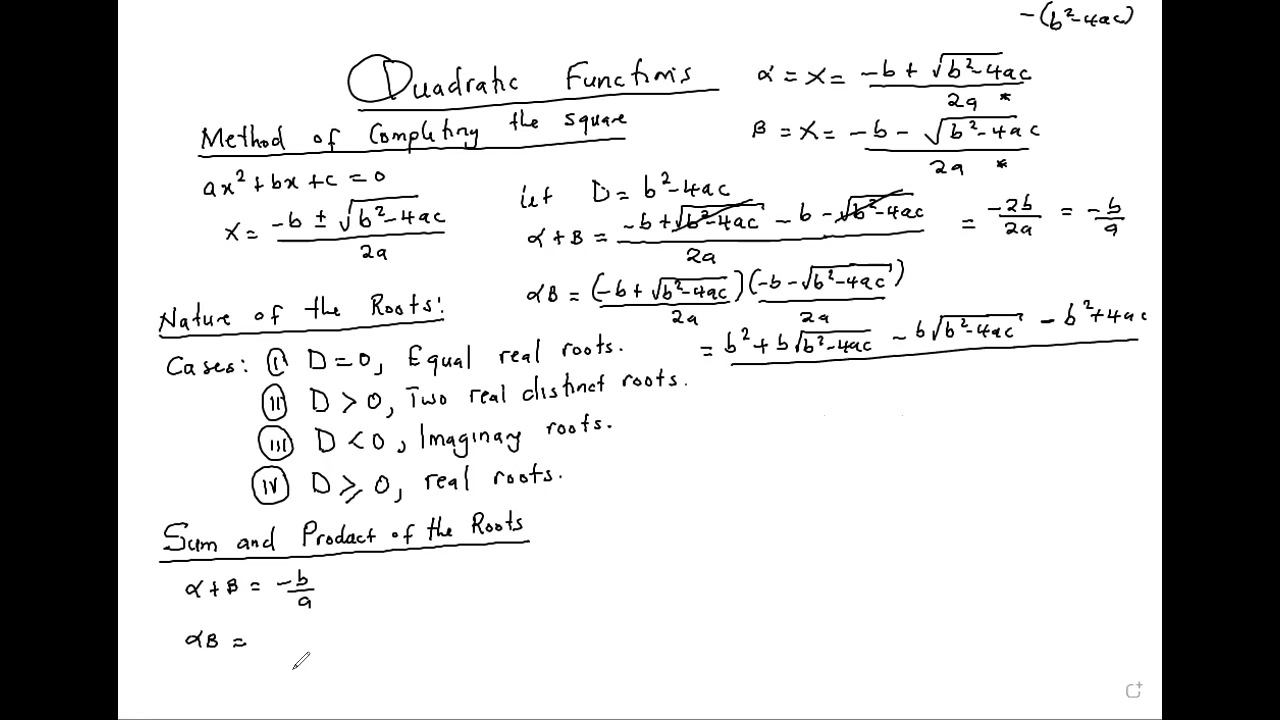 -(b²-4ac)
Quadratic Functions
α = x = (-b + √(b²-4ac))/2a *
Method of Completing the square
β = x = (-b - √(b²-4ac))/2a *
ax² + bx + c = 0
let D = b²-4ac
x = (-b ± √(b²-4ac))/2a
α + β = (-b + √(b²-4ac) - b - √(b²-4ac))/2a = -2b/2a = -b/a
αβ = (-b + √(b²-4ac))/2a (-b - √(b²-4ac))/2a
Nature of the Roots:
= b² + b√(b²-4ac) - b√(b²-4ac) - b² + 4ac
Cases: (i) D = 0, Equal real roots.
(ii) D > 0, Two real distinct roots.
(iii) D < 0, Imaginary roots.
(iv) D ≥ 0, real roots.
Sum and Product of the Roots
α + β = -b/a
αβ =